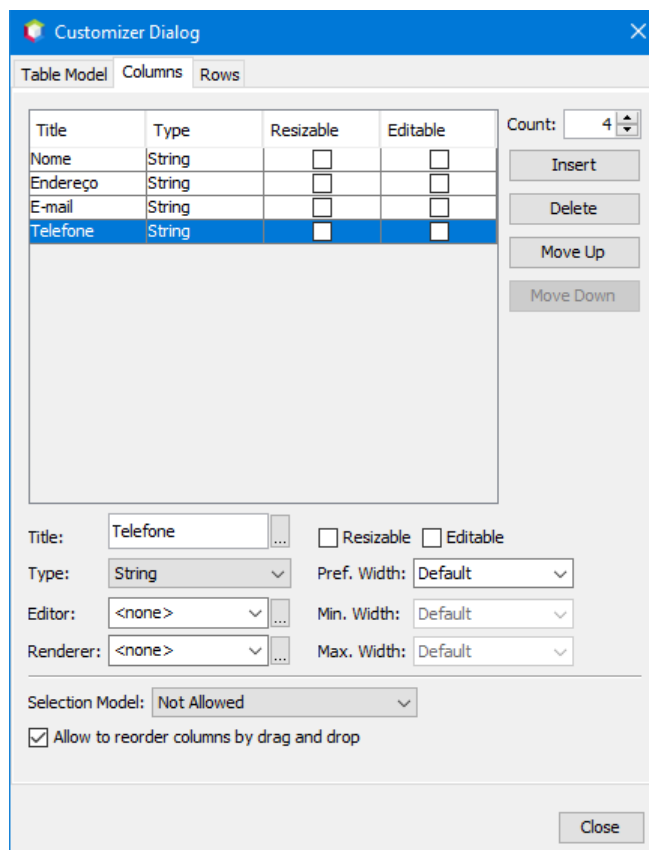 Customizer Dialog
Table Model Columns Rows
Title Type Resizable Editable
Nome String
Endereço String
E-mail String
Telefone String
Count: 4
Insert
Delete
Move Up
Move Down
Title: Telefone ... Resizable Editable
Type: String Pref. Width: Default
Editor: <none> ... Min. Width: Default
Renderer: <none> ... Max. Width: Default
Selection Model: Not Allowed
Allow to reorder columns by drag and drop
Close